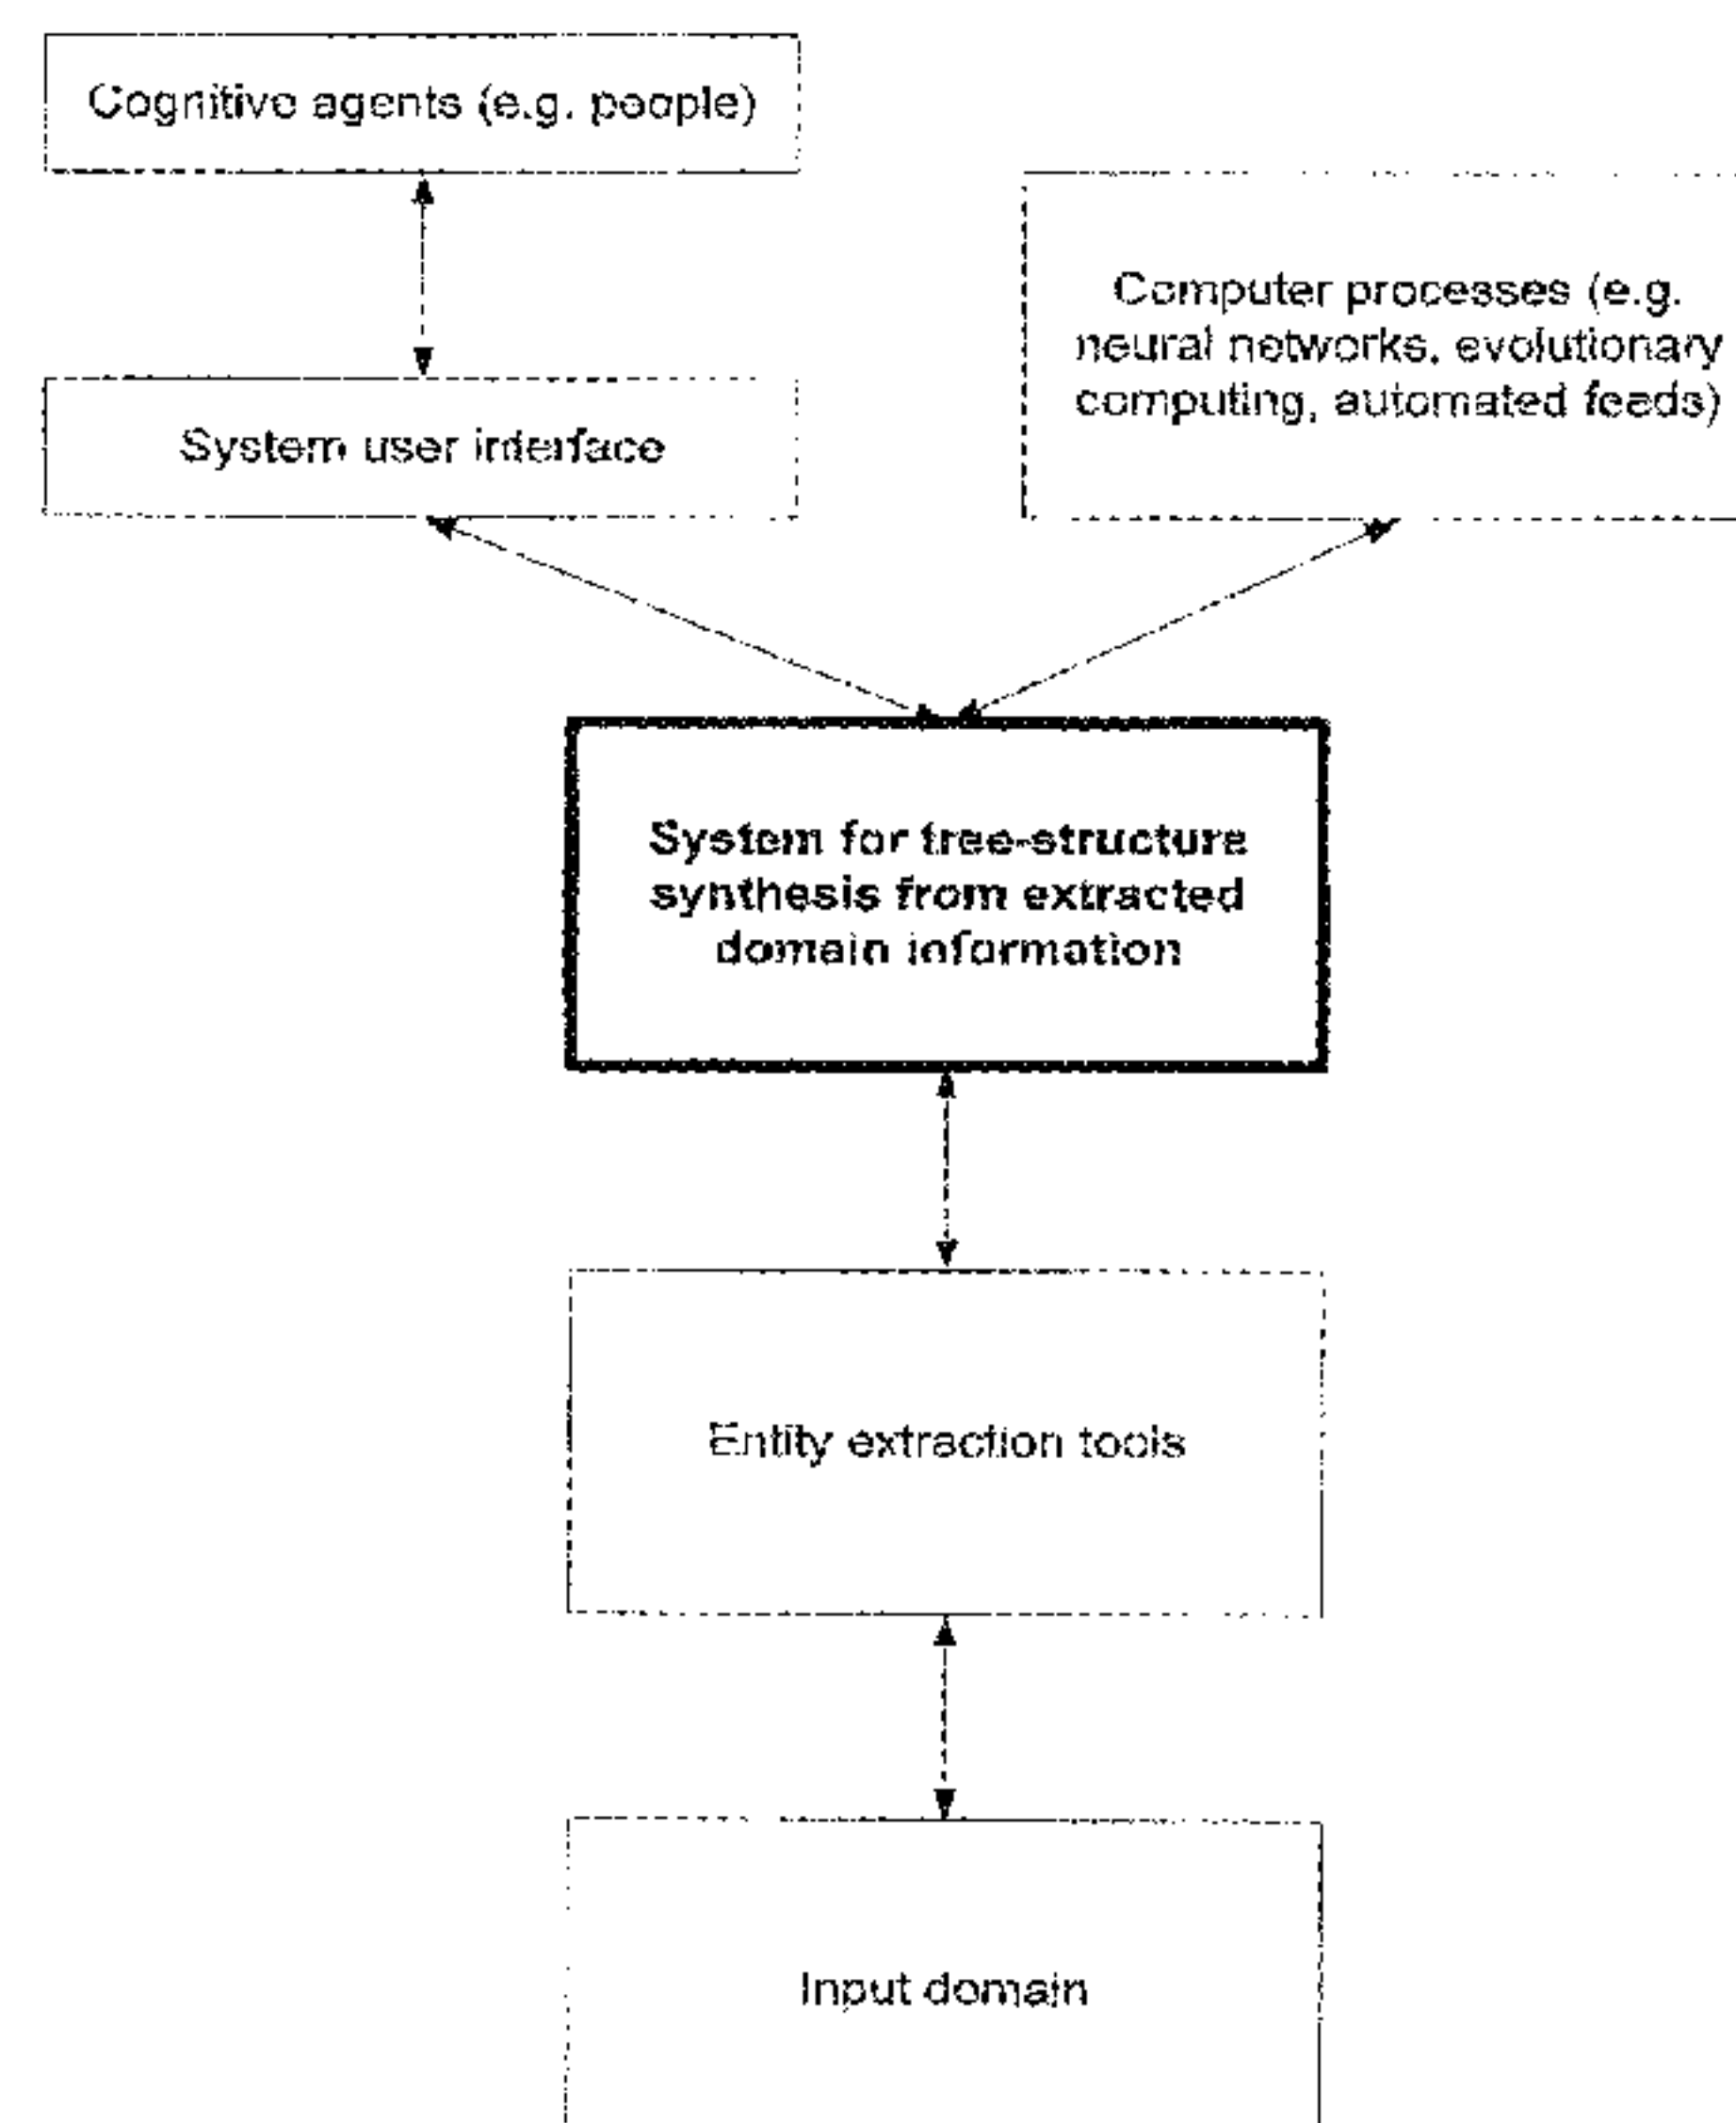 Cognitive agents (e.g. people)
Computer processes (e.g.
neural networks, evolutionary
computing, automated feeds)
System user interface
System for tree-structure
synthesis from extracted
domain information
Entity extraction tools
Input domain